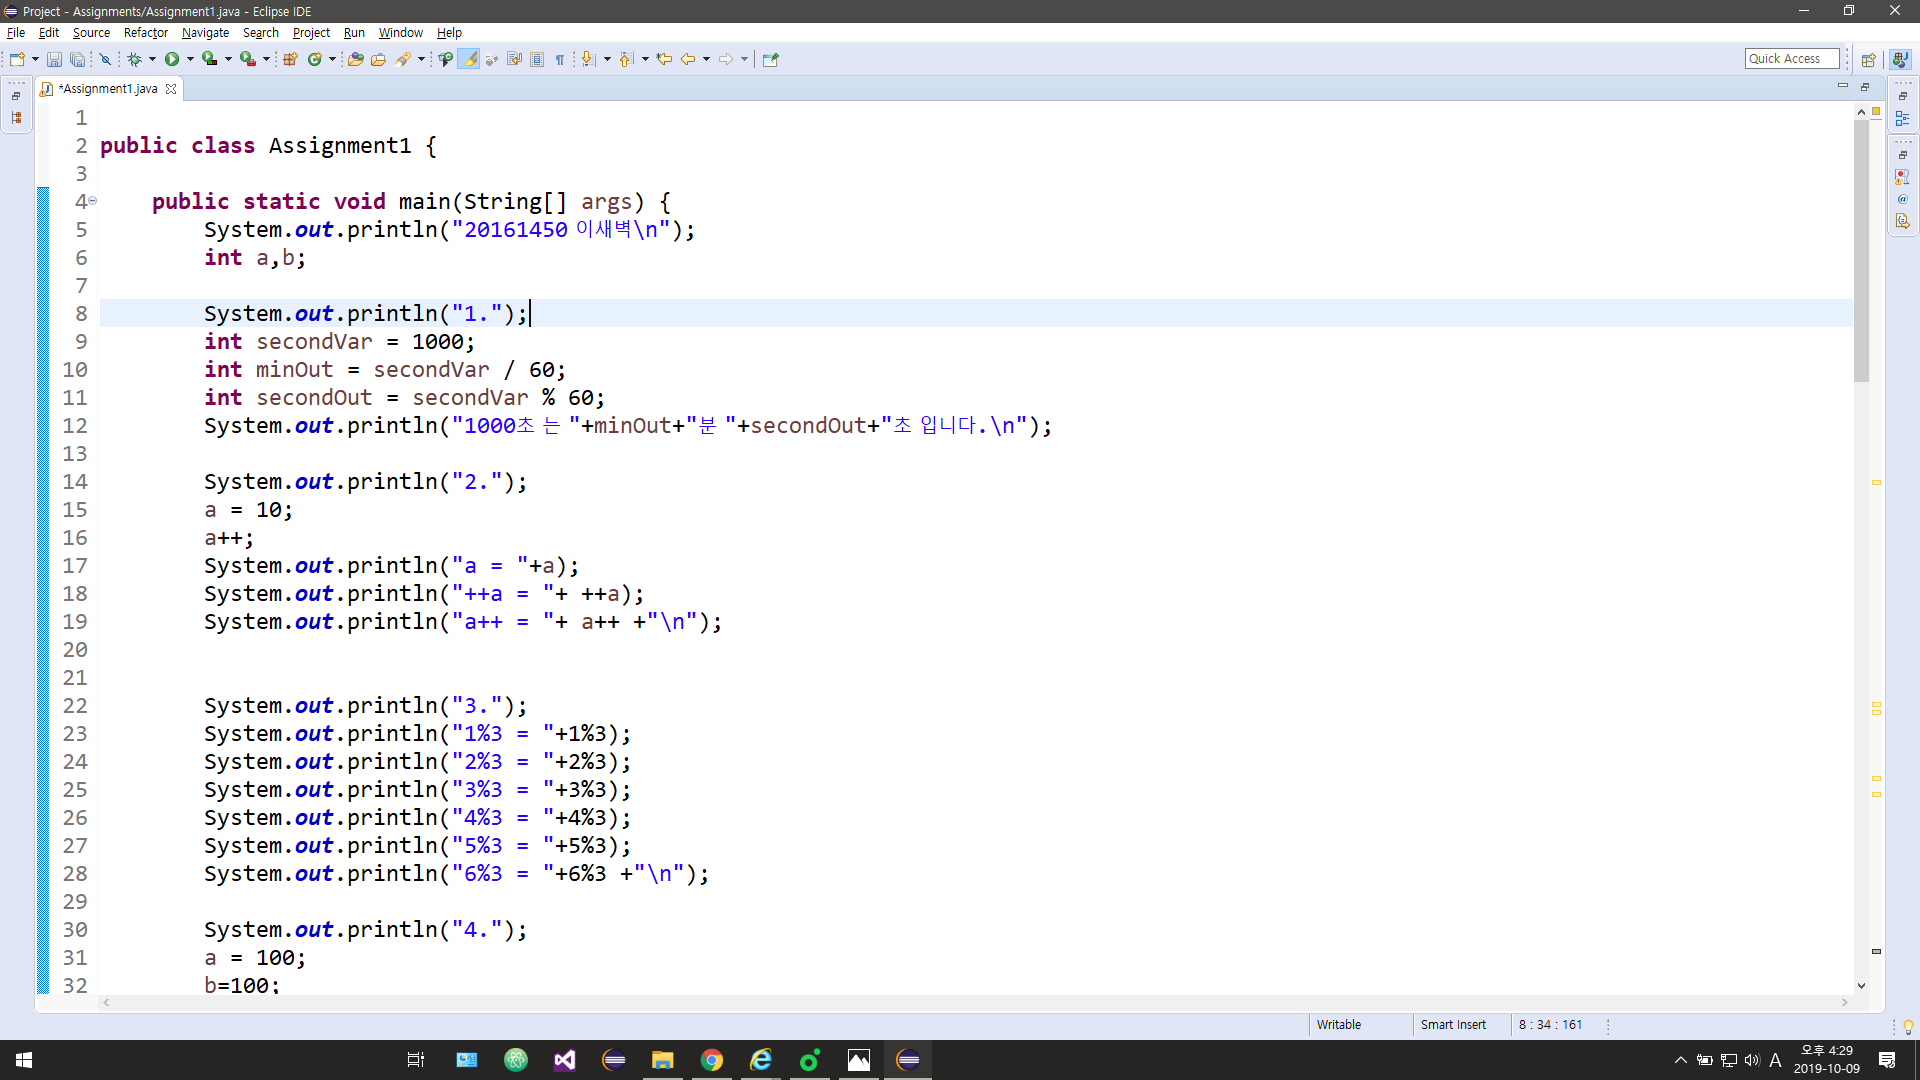 Project - Assignments/Assignment1.java - Eclipse IDE
File Edit Source Refactor Navigate Search Project Run Window Help
Quick Access
*Assignment1.java
1
2 public class Assignment1 {
3
4 public static void main(String[] args) {
5 System.out.println("20161450 이새벽\n");
6 int a,b;
7
8 System.out.println("1.");
9 int secondVar = 1000;
10 int minOut = secondVar / 60;
11 int secondOut = secondVar % 60;
12 System.out.println("1000초 는 "+minOut+"분 "+secondOut+"초 입니다.\n");
13
14 System.out.println("2.");
15 a = 10;
16 a++;
17 System.out.println("a = "+a);
18 System.out.println("++a = "+ ++a);
19 System.out.println("a++ = "+ a++ +"\n");
20
21
22 System.out.println("3.");
23 System.out.println("1%3 = "+1%3);
24 System.out.println("2%3 = "+2%3);
25 System.out.println("3%3 = "+3%3);
26 System.out.println("4%3 = "+4%3);
27 System.out.println("5%3 = "+5%3);
28 System.out.println("6%3 = "+6%3 +"\n");
29
30 System.out.println("4.");
31 a = 100;
32 b=100;
Writable Smart Insert 8 : 34 : 161
A 오후 4:29
2019-10-09